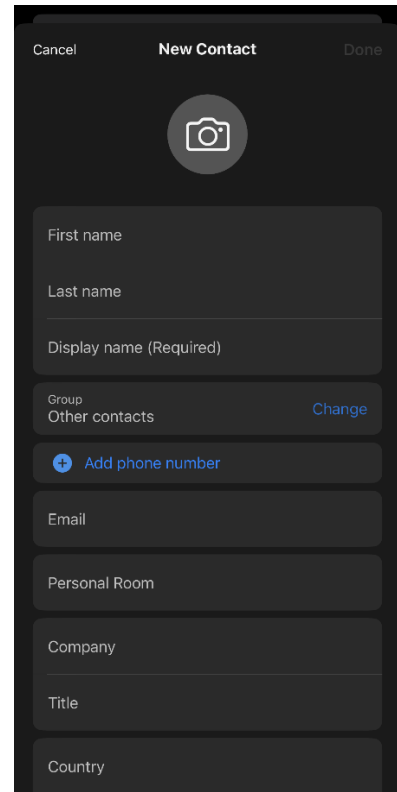 Cancel New Contact Done
First name
Last name
Display name (Required)
Group
Other contacts Change
Add phone number
Email
Personal Room
Company
Title
Country